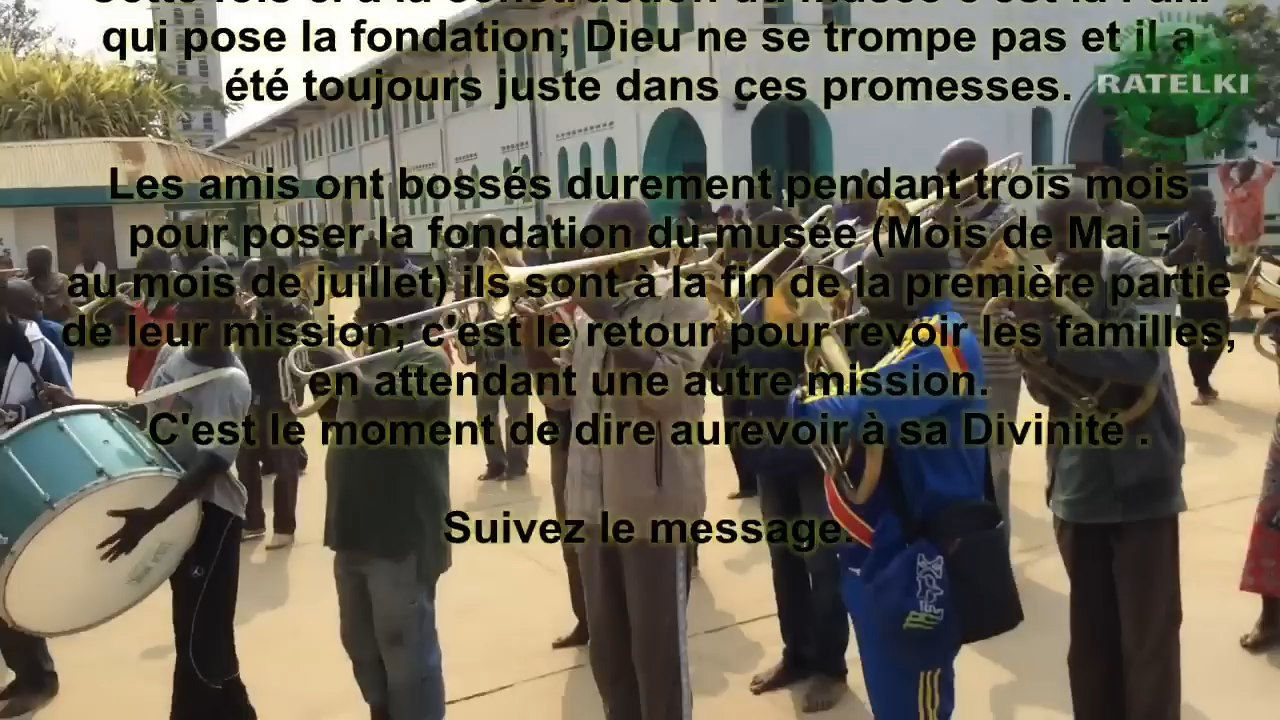 qui pose la fondation; Dieu ne se trompe pas et il a
été toujours juste dans ces promesses.
RATELKI
Les amis ont bossés durement pendant trois mois
pour poser la fondation du musée (Mois de Mai -
au mois de juillet) ils sont à la fin de la première partie
de leur mission; c'est le retour pour revoir les familles,
en attendant une autre mission.
C'est le moment de dire aurevoir à sa Divinité .
Suivez le message.